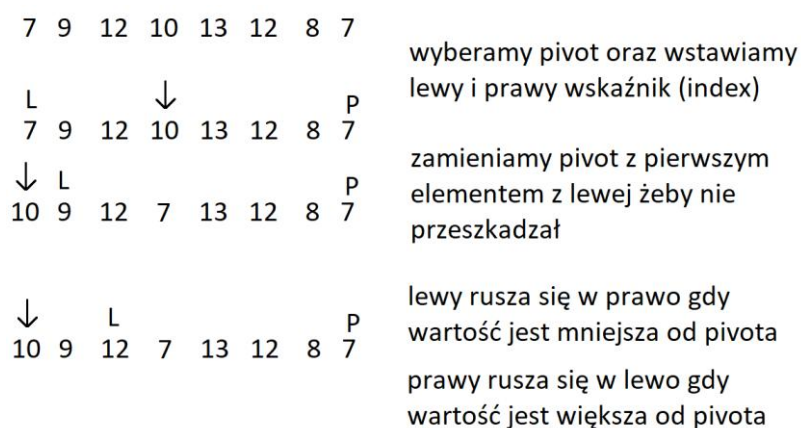 7 9 12 10 13 12 8 7
wyberamy pivot oraz wstawiamy
lewy i prawy wskaźnik (index)
L ↓ P
7 9 12 10 13 12 8 7
zamieniamy pivot z pierwszym
elementem z lewej żeby nie
przeszkadzał
↓ L P
10 9 12 7 13 12 8 7
lewy rusza się w prawo gdy
wartość jest mniejsza od pivota
↓ L P
10 9 12 7 13 12 8 7
prawy rusza się w lewo gdy
wartość jest większa od pivota